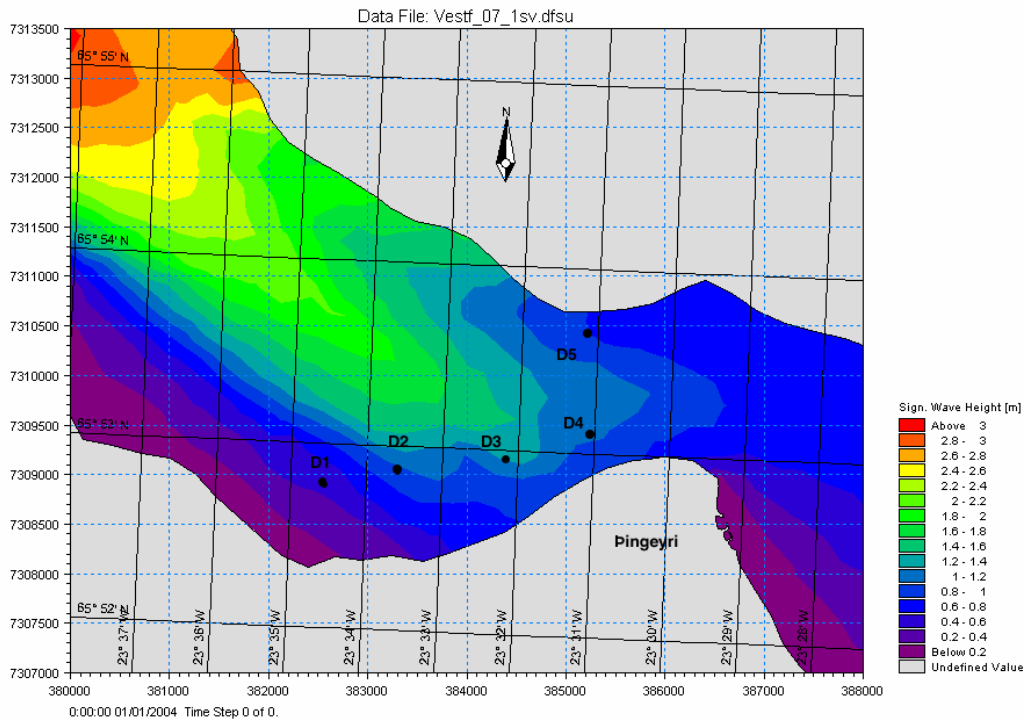 Data File: Vestf_07_1sv.dfsu
7313500
7313000
7312500
7312000
7311500
7311000
7310500
7310000
7309500
7309000
7308500
7308000
7307500
7307000
65° 55' N
65° 54' N
65° 53' N
65° 52' N
N
D5
D4
D3
D2
D1
Þingeyri
23° 37' W
23° 36' W
23° 35' W
23° 34' W
23° 33' W
23° 32' W
23° 31' W
23° 30' W
23° 29' W
23° 28' W
380000 381000 382000 383000 384000 385000 386000 387000 388000
0:00:00 01/01/2004 Time Step 0 of 0.
Sign. Wave Height [m]
Above 3
2.8 - 3
2.6 - 2.8
2.4 - 2.6
2.2 - 2.4
2 - 2.2
1.8 - 2
1.6 - 1.8
1.4 - 1.6
1.2 - 1.4
1 - 1.2
0.8 - 1
0.6 - 0.8
0.4 - 0.6
0.2 - 0.4
Below 0.2
Undefined Value